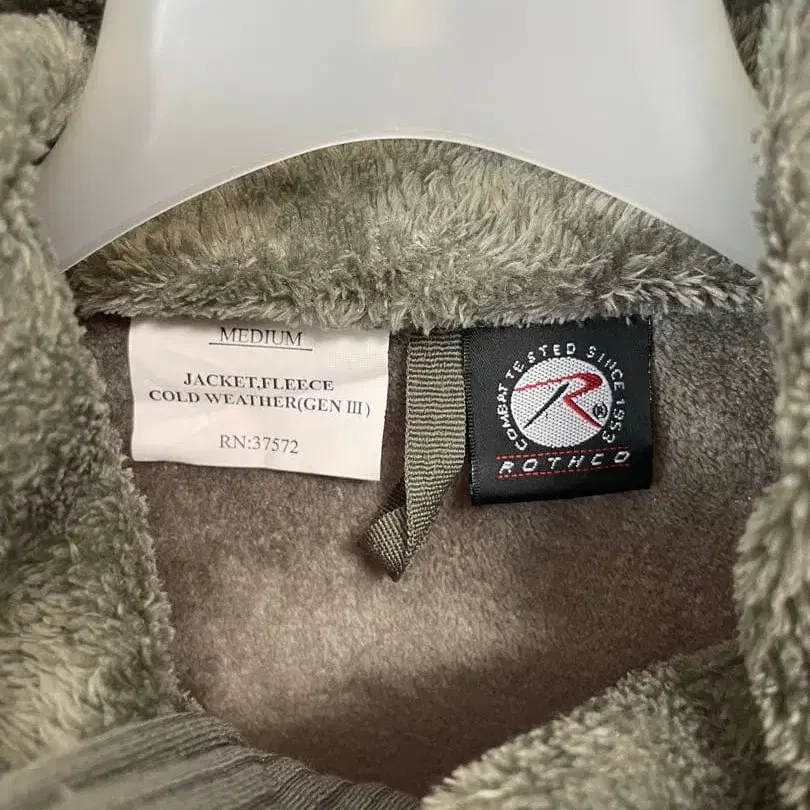 MEDIUM
JACKET,FLEECE
COLD WEATHER(GEN III)
RN:37572
COMBAT TESTED SINCE 1953
R®
ROTHCO